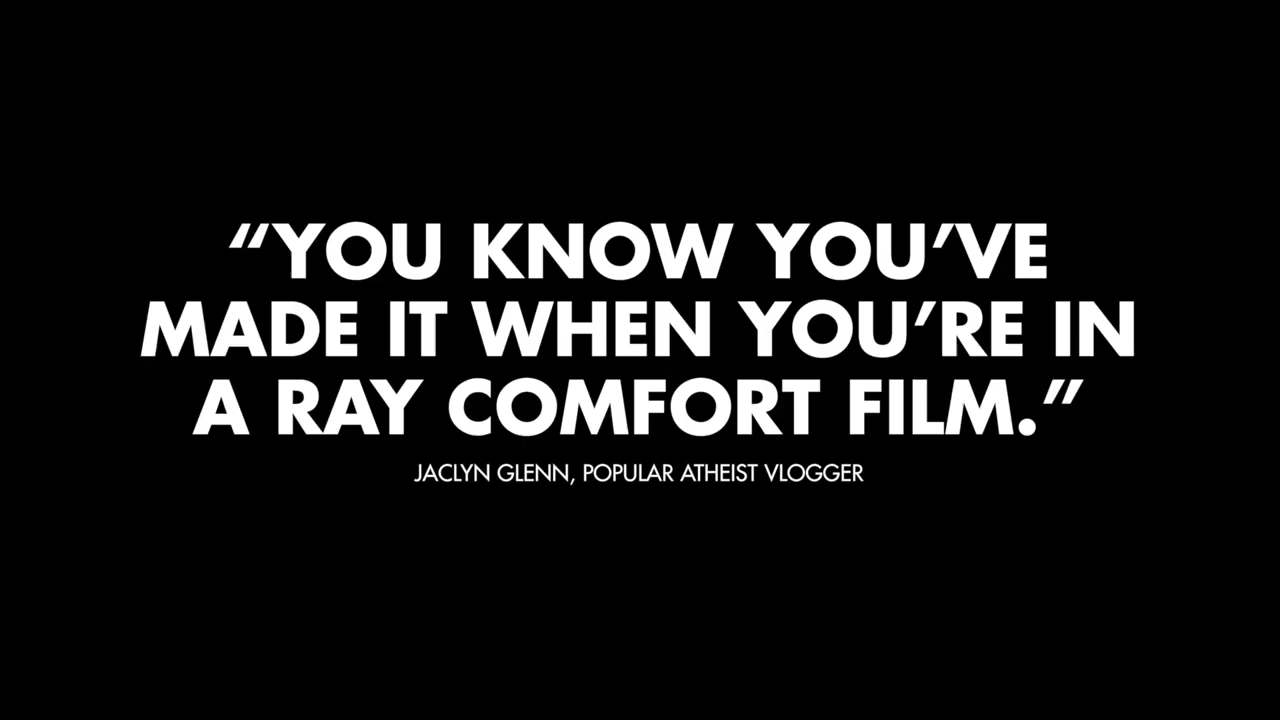 “YOU KNOW YOU’VE
MADE IT WHEN YOU’RE IN
A RAY COMFORT FILM.”
JACLYN GLENN, POPULAR ATHEIST VLOGGER